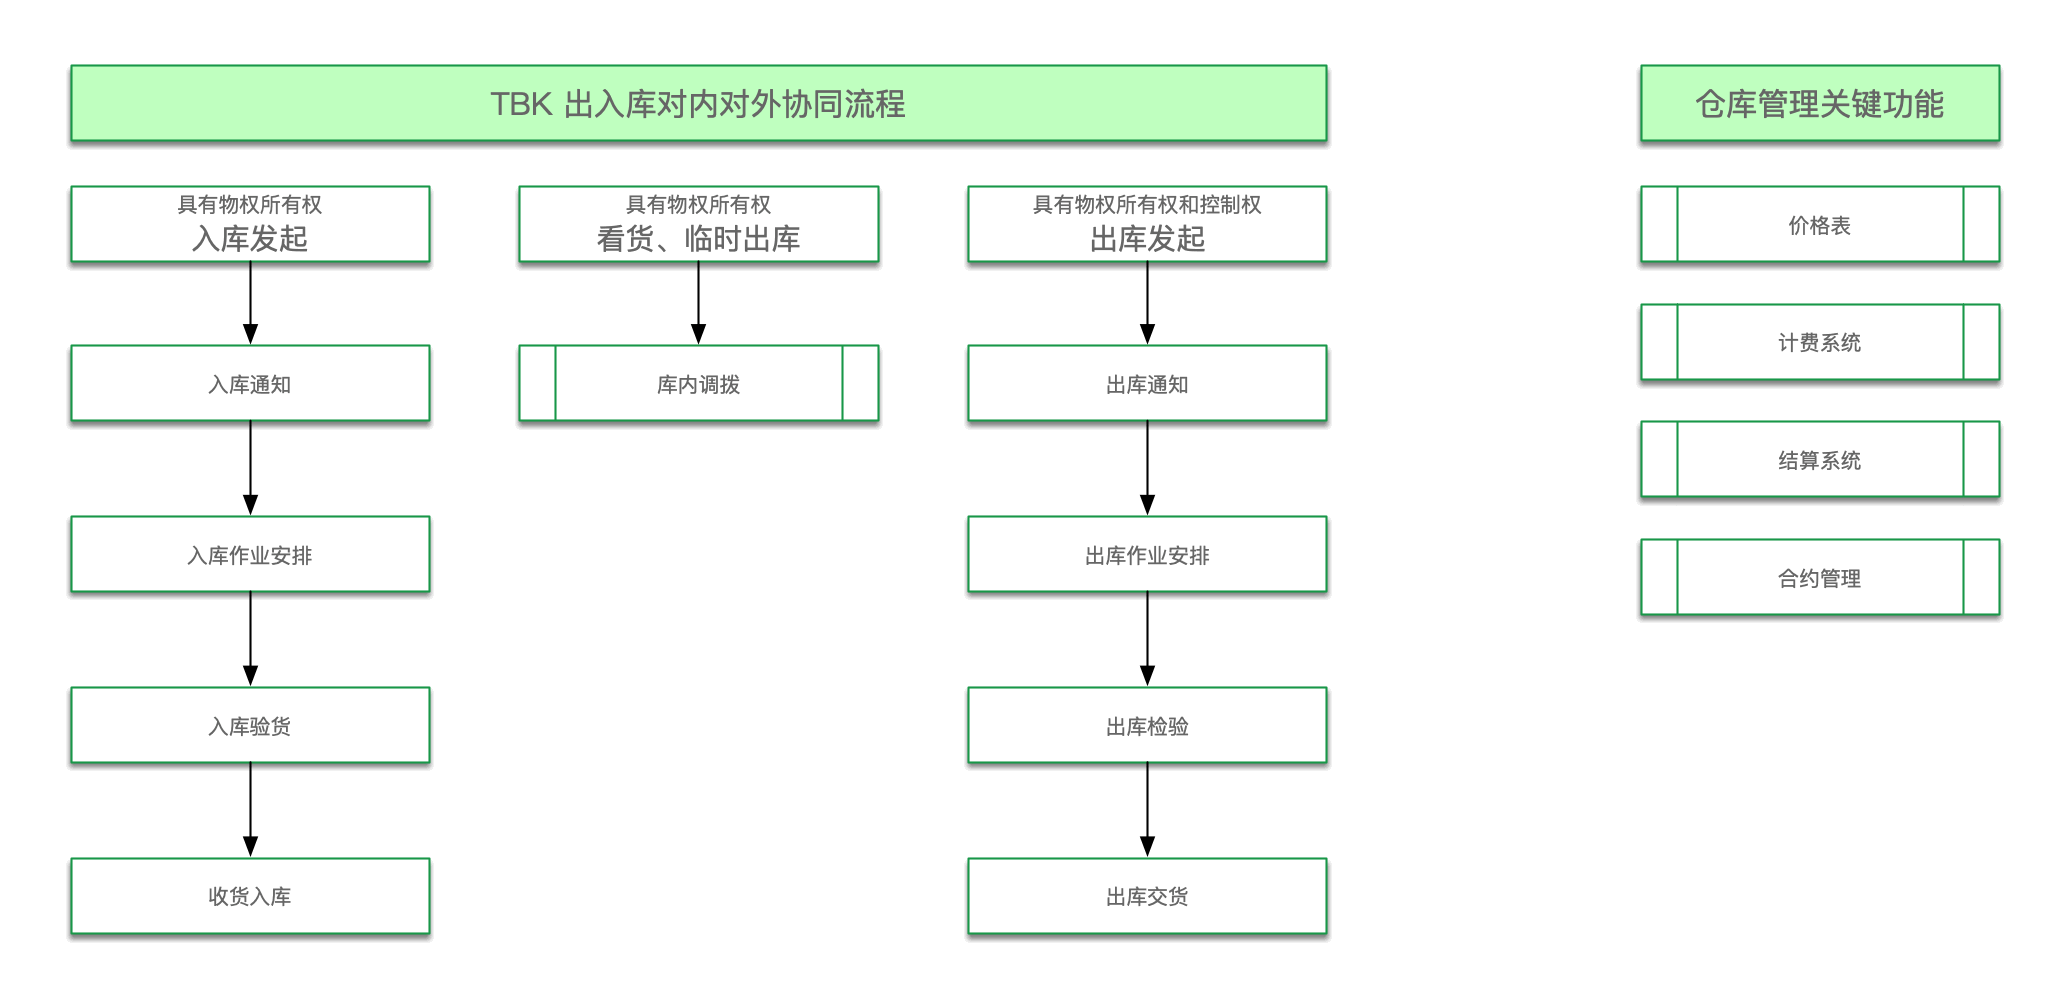 TBK 出入库对内对外协同流程
具有物权所有权
入库发起
入库通知
入库作业安排
入库验货
收货入库
具有物权所有权
看货、临时出库
库内调拨
具有物权所有权和控制权
出库发起
出库通知
出库作业安排
出库检验
出库交货
仓库管理关键功能
价格表
计费系统
结算系统
合约管理